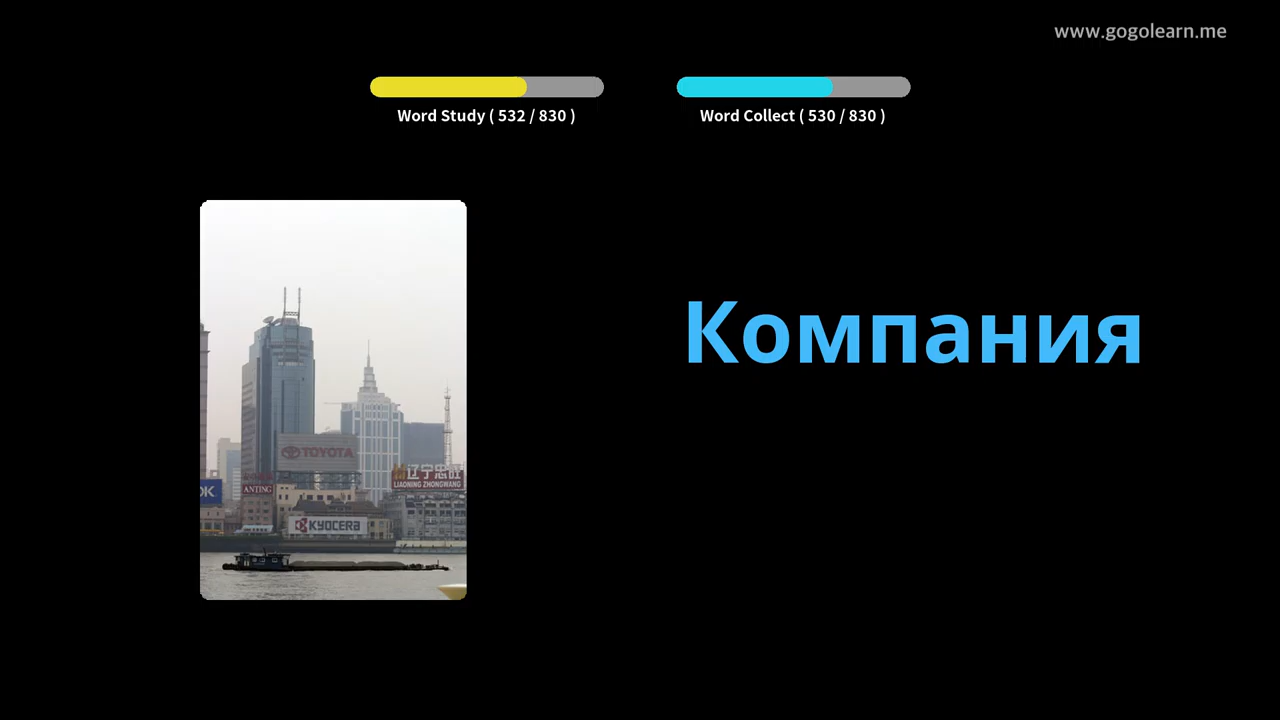 www.gogolearn.me
Word Study ( 532 / 830 )
Word Collect ( 530 / 830 )
Компания
TOYOTA
辽宁忠旺
LIAONING ZHONGWANG
ANTING
OK
KYOCERA